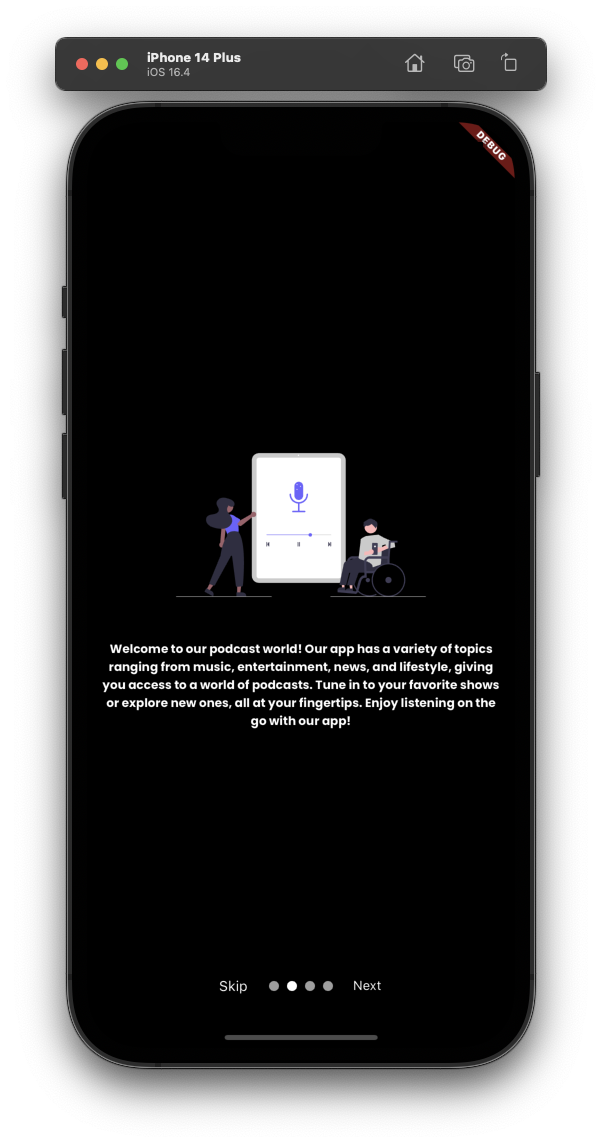 iPhone 14 Plus
iOS 16.4
DEBUG
Welcome to our podcast world! Our app has a variety of topics
ranging from music, entertainment, news, and lifestyle, giving
you access to a world of podcasts. Tune in to your favorite shows
or explore new ones, all at your fingertips. Enjoy listening on the
go with our app!
Skip
Next